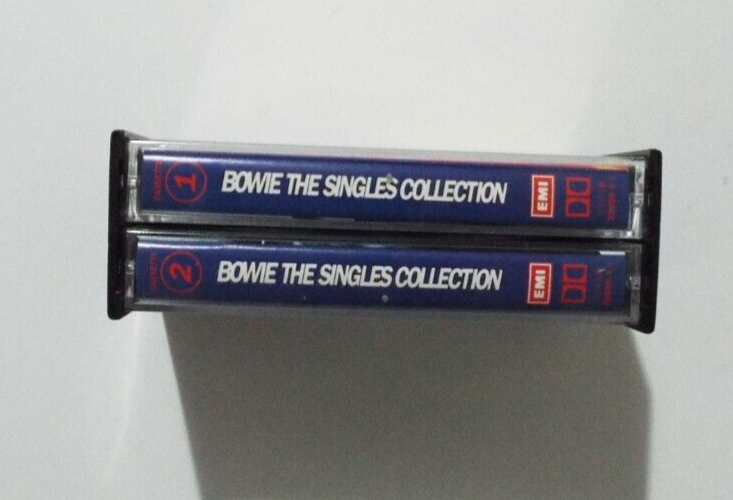 1 BOWIE THE SINGLES COLLECTION EMI
2 BOWIE THE SINGLES COLLECTION EMI